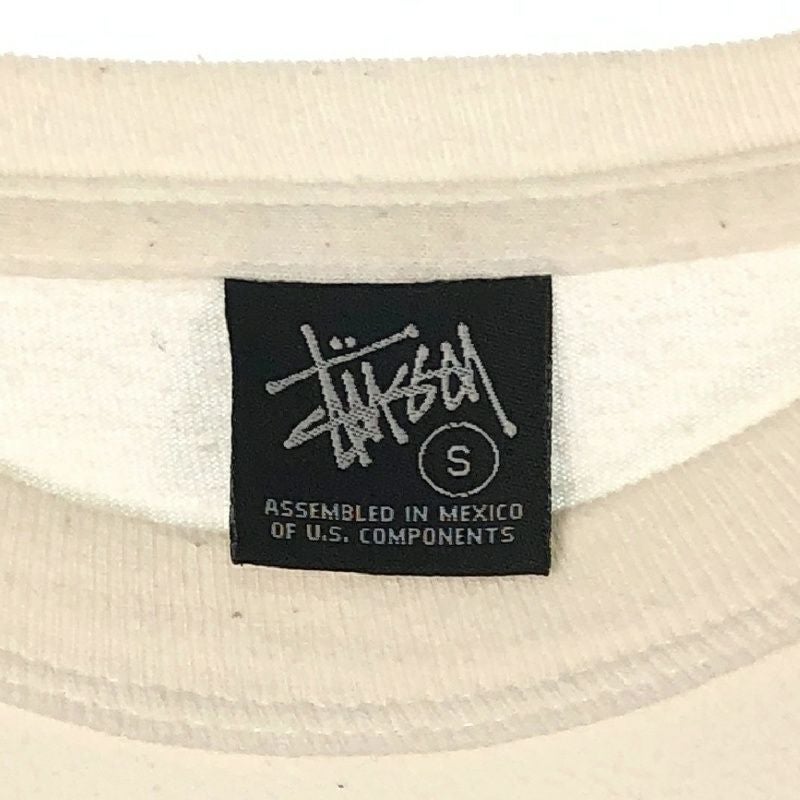 Stüssy
S
ASSEMBLED IN MEXICO
OF U.S. COMPONENTS